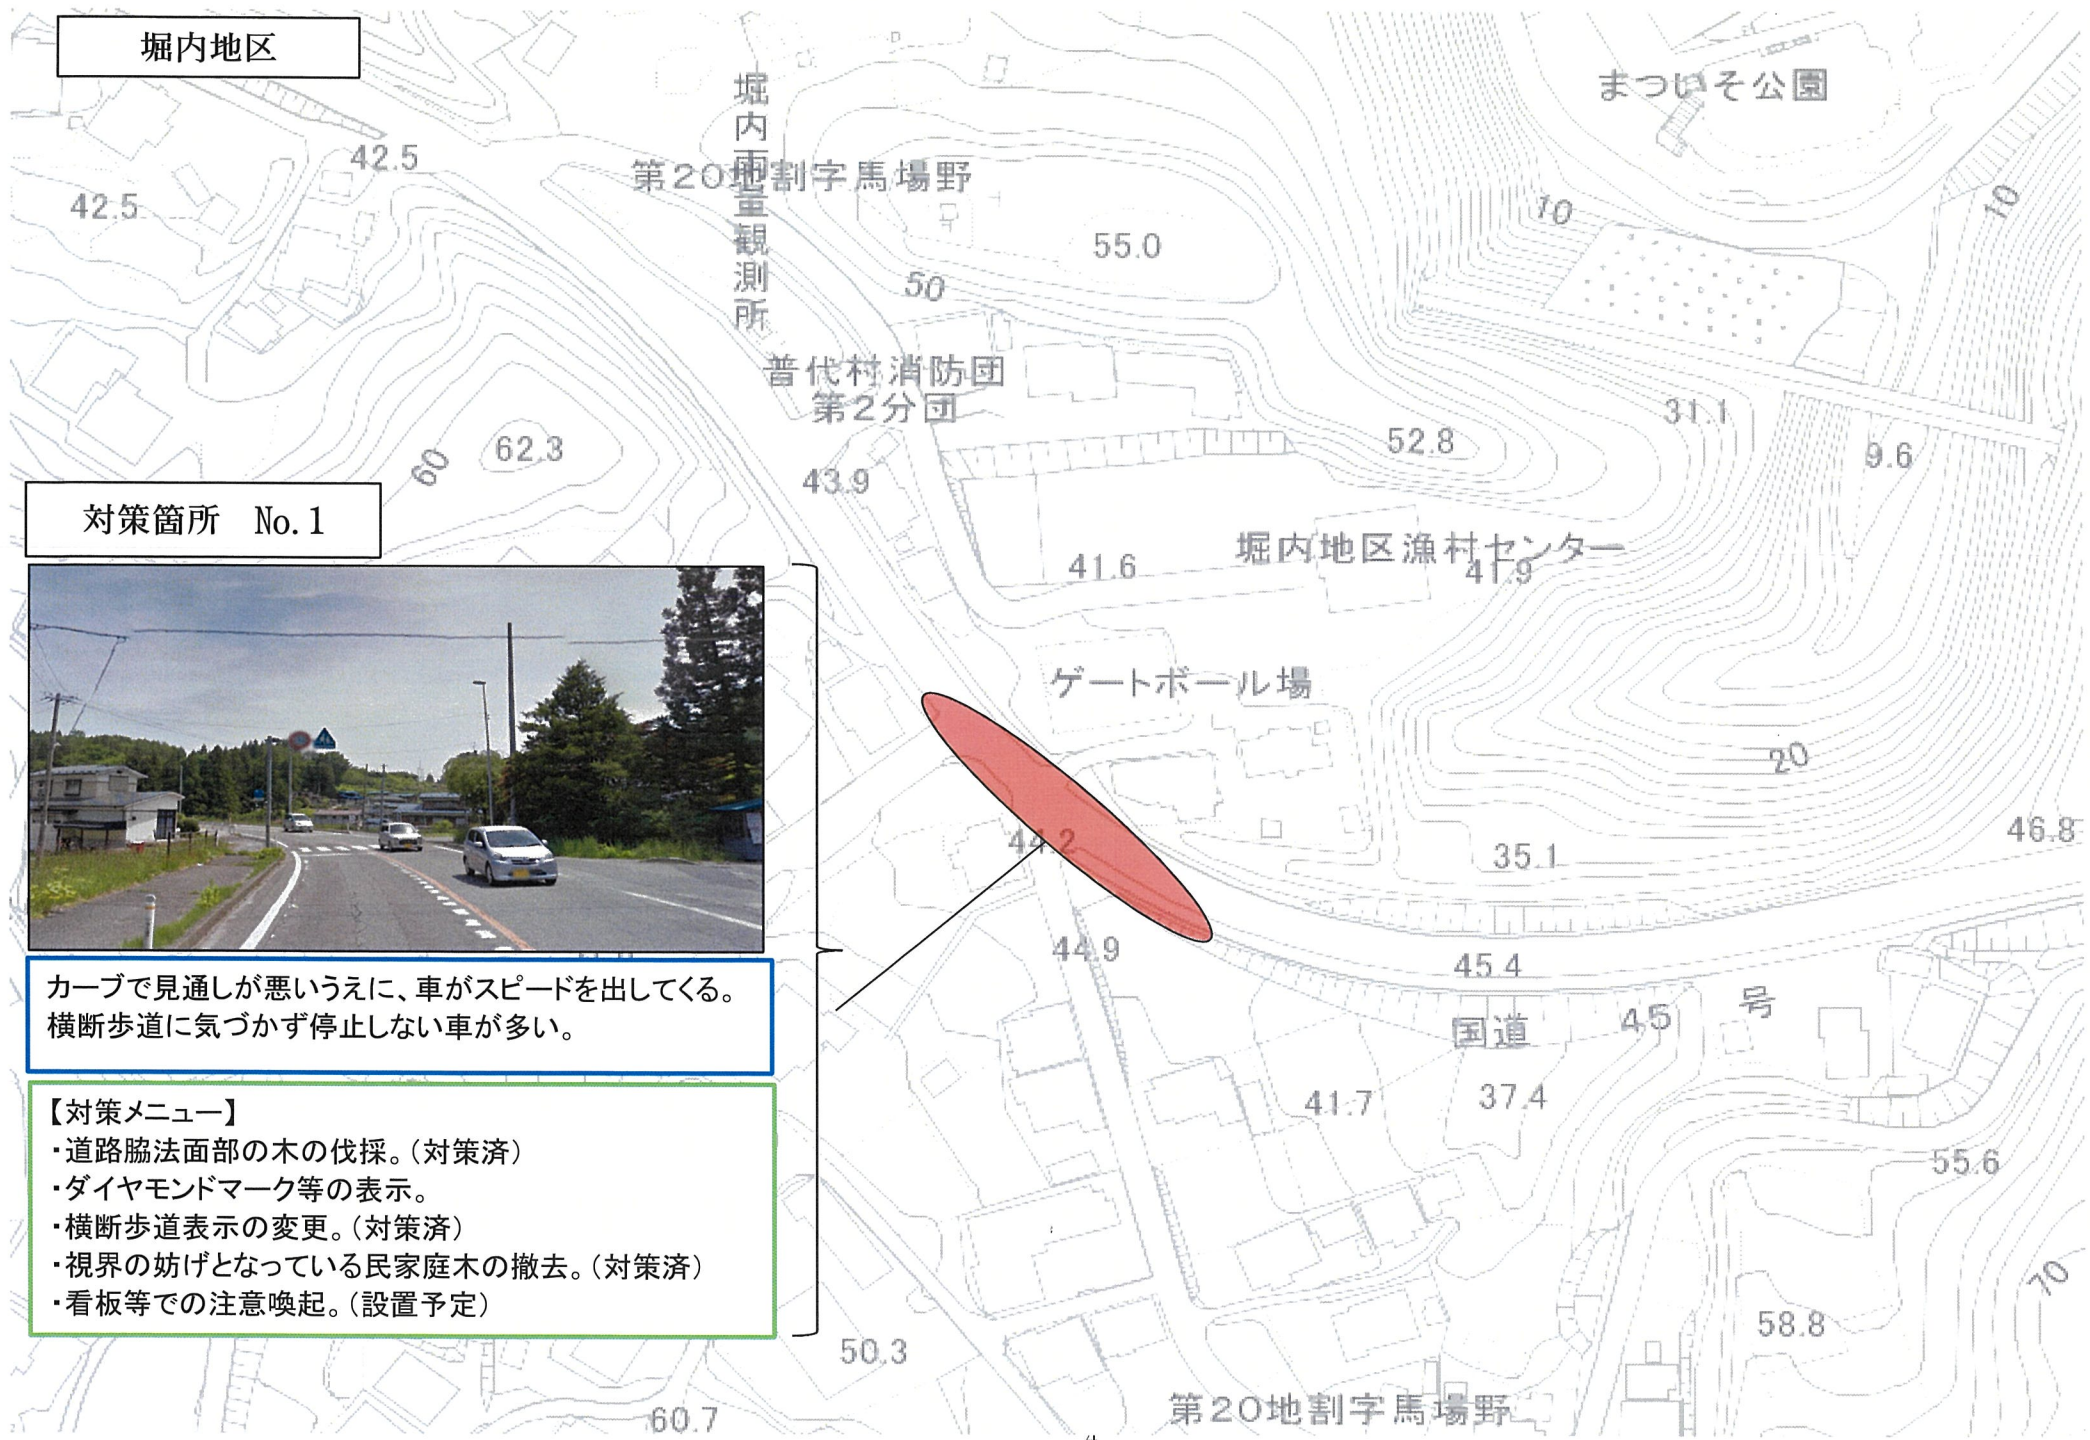 堀内地区
まついそ公園
堀内雨量観測所
第20地割字馬場野
42.5
42.5
10
10
55.0
50
普代村消防団
第2分団
31.1
52.8
9.6
62.3
60
43.9
対策箇所　No.1
堀内地区漁村センター
41.6
41.9
ゲートボール場
20
44.2
35.1
46.8
44.9
45.4
国道 45 号
カーブで見通しが悪いうえに、車がスピードを出してくる。
横断歩道に気づかず停止しない車が多い。
41.7
37.4
【対策メニュー】
・道路脇法面部の木の伐採。（対策済）
・ダイヤモンドマーク等の表示。
・横断歩道表示の変更。（対策済）
・視界の妨げとなっている民家庭木の撤去。（対策済）
・看板等での注意喚起。（設置予定）
55.6
70
58.8
50.3
60.7
第20地割字馬場野